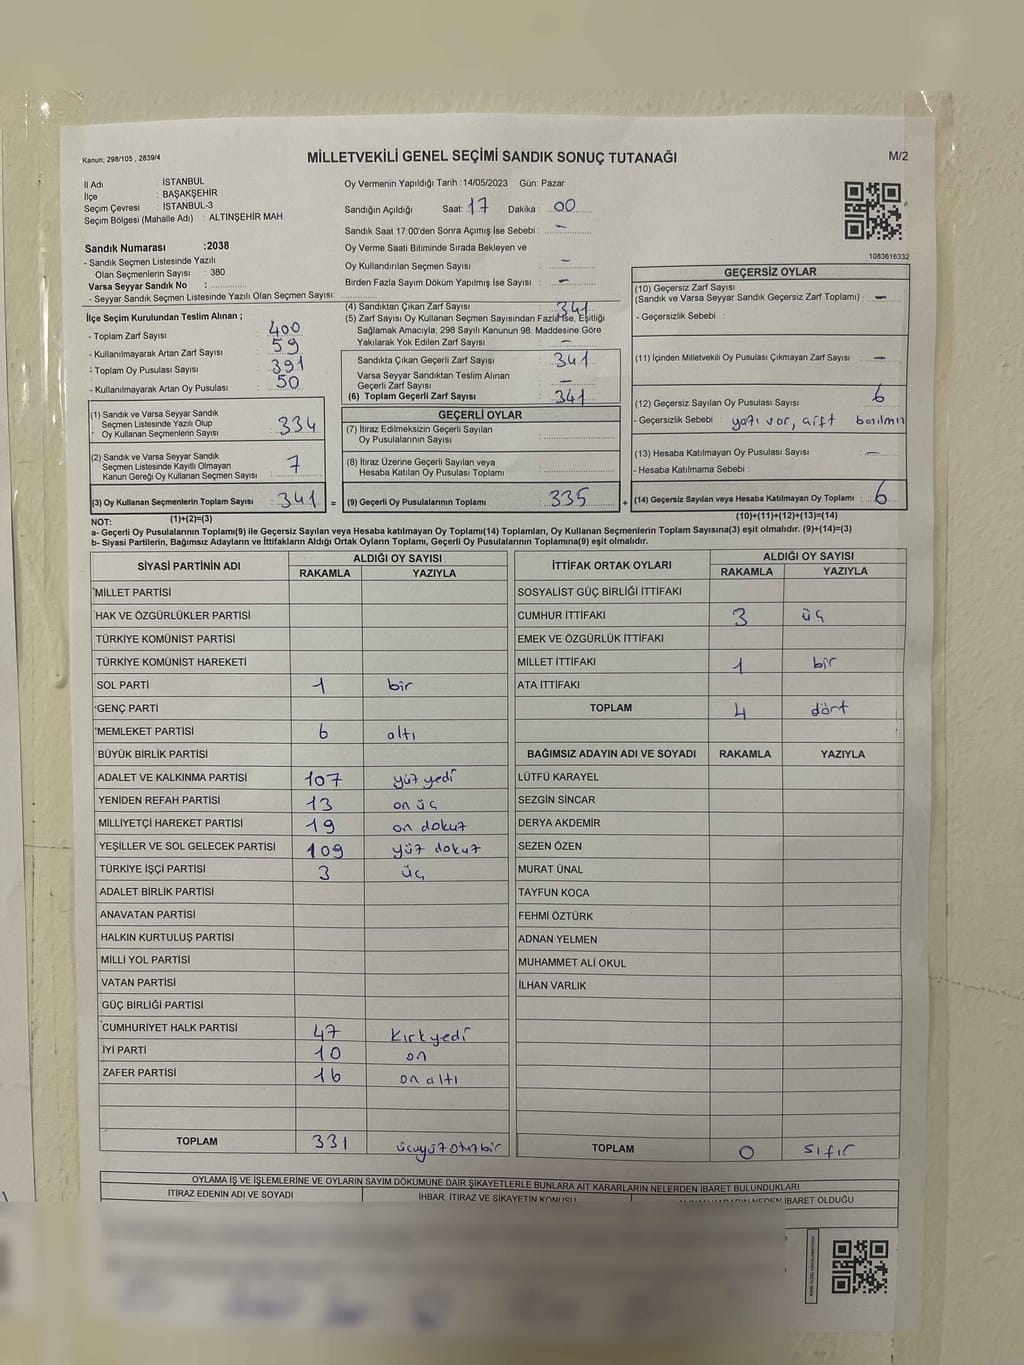 Kanun; 298/105 , 2839/4
MİLLETVEKİLİ GENEL SEÇİMİ SANDIK SONUÇ TUTANAĞI
M/2
İl Adı : İSTANBUL
İlçe : BAŞAKŞEHİR
Seçim Çevresi : İSTANBUL-3
Seçim Bölgesi (Mahalle Adı) : ALTINŞEHİR MAH.
Sandık Numarası :2038
- Sandık Seçmen Listesinde Yazılı
Olan Seçmenlerin Sayısı : 380
Varsa Seyyar Sandık No :
- Seyyar Sandık Seçmen Listesinde Yazılı Olan Seçmen Sayısı:
İlçe Seçim Kurulundan Teslim Alınan ;
- Toplam Zarf Sayısı : 400
- Kullanılmayarak Artan Zarf Sayısı : 59
- Toplam Oy Pusulası Sayısı : 391
- Kullanılmayarak Artan Oy Pusulası : 50
(1) Sandık ve Varsa Seyyar Sandık
Seçmen Listesinde Yazılı Olup
Oy Kullanan Seçmenlerin Sayısı : 334
(2) Sandık ve Varsa Seyyar Sandık
Seçmen Listesinde Kayıtlı Olmayan
Kanun Gereği Oy Kullanan Seçmen Sayısı : 7
(3) Oy Kullanan Seçmenlerin Toplam Sayısı : 341
(1)+(2)=(3)
Oy Vermenin Yapıldığı Tarih :14/05/2023 Gün: Pazar
Sandığın Açıldığı Saat: 17 Dakika : 00
Sandık Saat 17:00'den Sonra Açımış İse Sebebi : -
Oy Verme Saati Bitiminde Sırada Bekleyen ve
Oy Kullandırılan Seçmen Sayısı : -
Birden Fazla Sayım Döküm Yapılmış İse Sayısı : -
(4) Sandıktan Çıkan Zarf Sayısı : 341
(5) Zarf Sayısı Oy Kullanan Seçmen Sayısından Fazla İse, Eşitliği
Sağlamak Amacıyla, 298 Sayılı Kanunun 98. Maddesine Göre
Yakılarak Yok Edilen Zarf Sayısı : -
Sandıkta Çıkan Geçerli Zarf Sayısı : 341
Varsa Seyyar Sandıktan Teslim Alınan
Geçerli Zarf Sayısı : -
(6) Toplam Geçerli Zarf Sayısı : 341
GEÇERLİ OYLAR
(7) İtiraz Edilmeksizin Geçerli Sayılan
Oy Pusulalarının Sayısı :
(8) İtiraz Üzerine Geçerli Sayılan veya
Hesaba Katılan Oy Pusulası Toplamı :
= (9) Geçerli Oy Pusulalarının Toplamı : 335 +
1083616332
GEÇERSİZ OYLAR
(10) Geçersiz Zarf Sayısı
(Sandık ve Varsa Seyyar Sandık Geçersiz Zarf Toplamı) : -
- Geçersizlik Sebebi :
(11) İçinden Milletvekili Oy Pusulası Çıkmayan Zarf Sayısı : -
(12) Geçersiz Sayılan Oy Pusulası Sayısı : 6
- Geçersizlik Sebebi : yazı var, çift basılmış
(13) Hesaba Katılmayan Oy Pusulası Sayısı : -
- Hesaba Katılmama Sebebi :
(14) Geçersiz Sayılan veya Hesaba Katılmayan Oy Toplamı : 6
(10)+(11)+(12)+(13)=(14)
NOT:
a- Geçerli Oy Pusulalarının Toplamı(9) ile Geçersiz Sayılan veya Hesaba katılmayan Oy Toplamı(14) Toplamları, Oy Kullanan Seçmenlerin Toplam Sayısına(3) eşit olmalıdır. (9)+(14)=(3)
b- Siyasi Partilerin, Bağımsız Adayların ve İttifakların Aldığı Ortak Oyların Toplamı, Geçerli Oy Pusulalarının Toplamına(9) eşit olmalıdır.
SİYASİ PARTİNİN ADI
ALDIĞI OY SAYISI
RAKAMLA YAZIYLA
MİLLET PARTİSİ
HAK VE ÖZGÜRLÜKLER PARTİSİ
TÜRKİYE KOMÜNİST PARTİSİ
TÜRKİYE KOMÜNİST HAREKETİ
SOL PARTİ 1 bir
GENÇ PARTİ
MEMLEKET PARTİSİ 6 altı
BÜYÜK BİRLİK PARTİSİ
ADALET VE KALKINMA PARTİSİ 107 yüz yedi
YENİDEN REFAH PARTİSİ 13 on üç
MİLLİYETÇİ HAREKET PARTİSİ 19 on dokuz
YEŞİLLER VE SOL GELECEK PARTİSİ 109 yüz dokuz
TÜRKİYE İŞÇİ PARTİSİ 3 üç
ADALET BİRLİK PARTİSİ
ANAVATAN PARTİSİ
HALKIN KURTULUŞ PARTİSİ
MİLLİ YOL PARTİSİ
VATAN PARTİSİ
GÜÇ BİRLİĞİ PARTİSİ
CUMHURİYET HALK PARTİSİ 47 kırk yedi
İYİ PARTİ 10 on
ZAFER PARTİSİ 16 on altı
TOPLAM 331 üçyüz otuz bir
İTTİFAK ORTAK OYLARI
ALDIĞI OY SAYISI
RAKAMLA YAZIYLA
SOSYALİST GÜÇ BİRLİĞİ İTTİFAKI
CUMHUR İTTİFAKI 3 üç
EMEK VE ÖZGÜRLÜK İTTİFAKI
MİLLET İTTİFAKI 1 bir
ATA İTTİFAKI
TOPLAM 4 dört
BAĞIMSIZ ADAYIN ADI VE SOYADI RAKAMLA YAZIYLA
LÜTFÜ KARAYEL
SEZGİN SİNCAR
DERYA AKDEMİR
SEZEN ÖZEN
MURAT ÜNAL
TAYFUN KOCA
FEHMİ ÖZTÜRK
ADNAN YELMEN
MUHAMMET ALİ OKUL
İLHAN VARLIK
TOPLAM 0 sıfır
OYLAMA İŞ VE İŞLEMLERİNE VE OYLARIN SAYIM DÖKÜMÜNE DAİR ŞİKAYETLERLE BUNLARA AİT KARARLARIN NELERDEN İBARET BULUNDUKLARI
İTİRAZ EDENİN ADI VE SOYADI
İHBAR, İTİRAZ VE ŞİKAYETİN KONUSU
NEDEN İBARET OLDUĞU